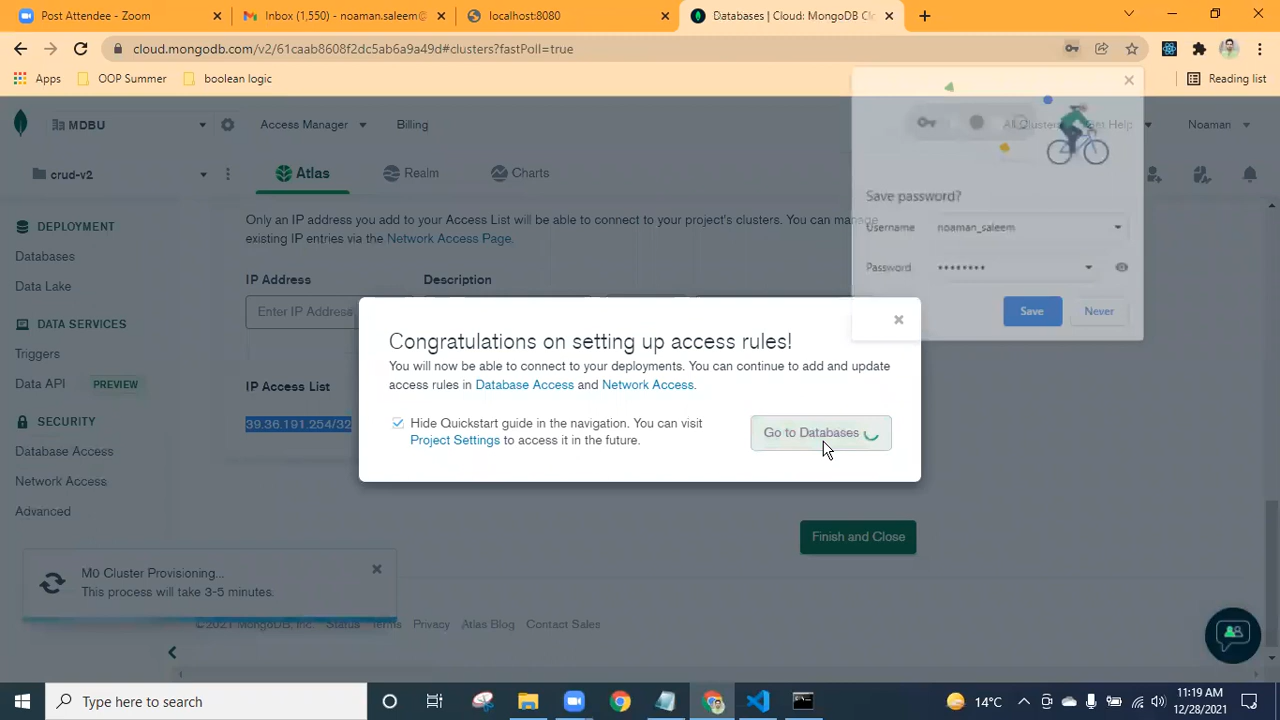 Post Attendee - Zoom
Inbox (1,550) - noaman.saleem@
localhost:8080
Databases | Cloud: MongoDB Cl
cloud.mongodb.com/v2/61caab8608f2dc5ab6a9a49d#clusters?fastPoll=true
Apps
OOP Summer
boolean logic
Reading list
MDBU
Access Manager
Billing
All Clusters
Help
Noaman
crud-v2
Atlas
Realm
Charts
Save password?
Username
noaman_saleem
Password
••••••••
Save
Never
DEPLOYMENT
Databases
Data Lake
DATA SERVICES
Triggers
Data API
PREVIEW
SECURITY
Database Access
Network Access
Advanced
Only an IP address you add to your Access List will be able to connect to your project's clusters. You can manage
existing IP entries via the Network Access Page.
IP Address
Description
Enter IP Address
IP Access List
39.36.191.254/32
Congratulations on setting up access rules!
You will now be able to connect to your deployments. You can continue to add and update
access rules in Database Access and Network Access.
Hide Quickstart guide in the navigation. You can visit
Project Settings to access it in the future.
Go to Databases
Finish and Close
M0 Cluster Provisioning...
This process will take 3-5 minutes.
©2021 MongoDB, Inc.
Status
Terms
Privacy
Atlas Blog
Contact Sales
Type here to search
14°C
11:19 AM
12/28/2021